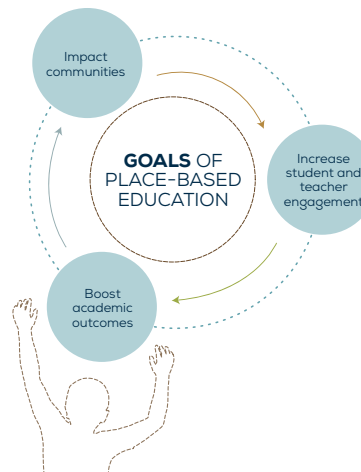 Impact
communities
GOALS OF
PLACE-BASED
EDUCATION
Increase
student and
teacher
engagement
Boost
academic
outcomes